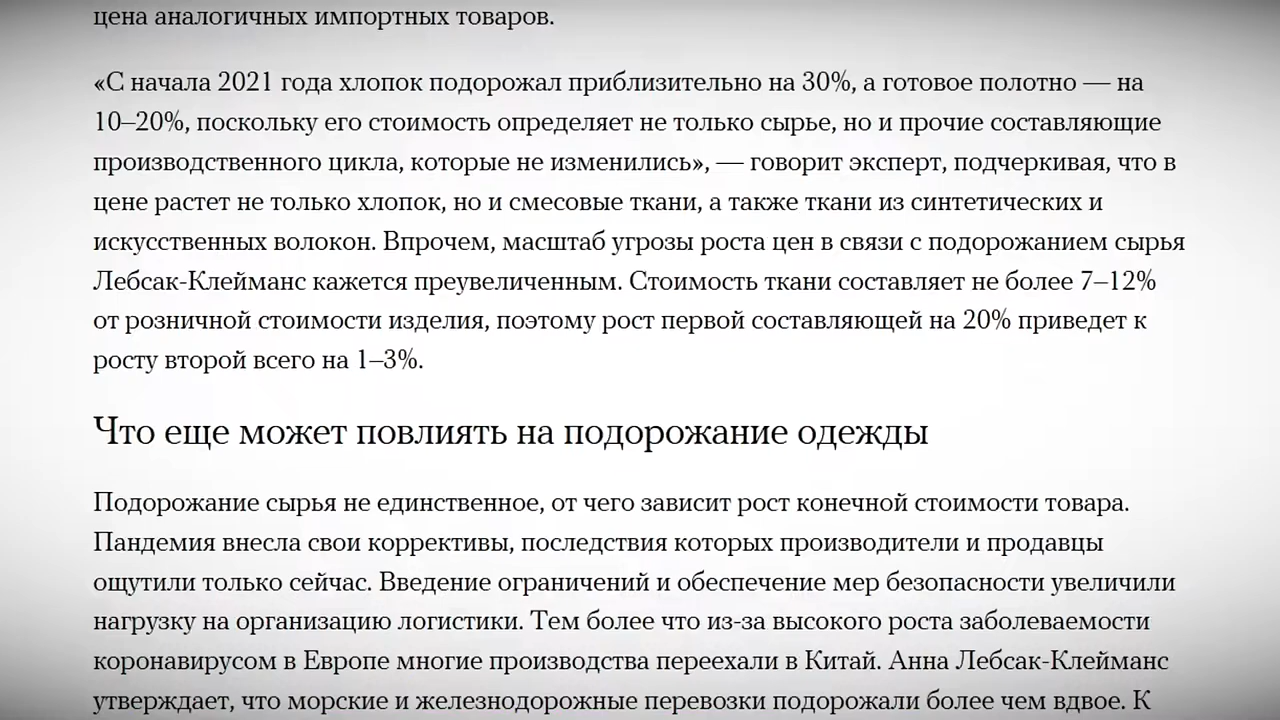 цена аналогичных импортных товаров.
«С начала 2021 года хлопок подорожал приблизительно на 30%, а готовое полотно — на
10–20%, поскольку его стоимость определяет не только сырье, но и прочие составляющие
производственного цикла, которые не изменились», — говорит эксперт, подчеркивая, что в
цене растет не только хлопок, но и смесовые ткани, а также ткани из синтетических и
искусственных волокон. Впрочем, масштаб угрозы роста цен в связи с подорожанием сырья
Лебсак-Клейманс кажется преувеличенным. Стоимость ткани составляет не более 7–12%
от розничной стоимости изделия, поэтому рост первой составляющей на 20% приведет к
росту второй всего на 1–3%.
Что еще может повлиять на подорожание одежды
Подорожание сырья не единственное, от чего зависит рост конечной стоимости товара.
Пандемия внесла свои коррективы, последствия которых производители и продавцы
ощутили только сейчас. Введение ограничений и обеспечение мер безопасности увеличили
нагрузку на организацию логистики. Тем более что из-за высокого роста заболеваемости
коронавирусом в Европе многие производства переехали в Китай. Анна Лебсак-Клейманс
утверждает, что морские и железнодорожные перевозки подорожали более чем вдвое. К